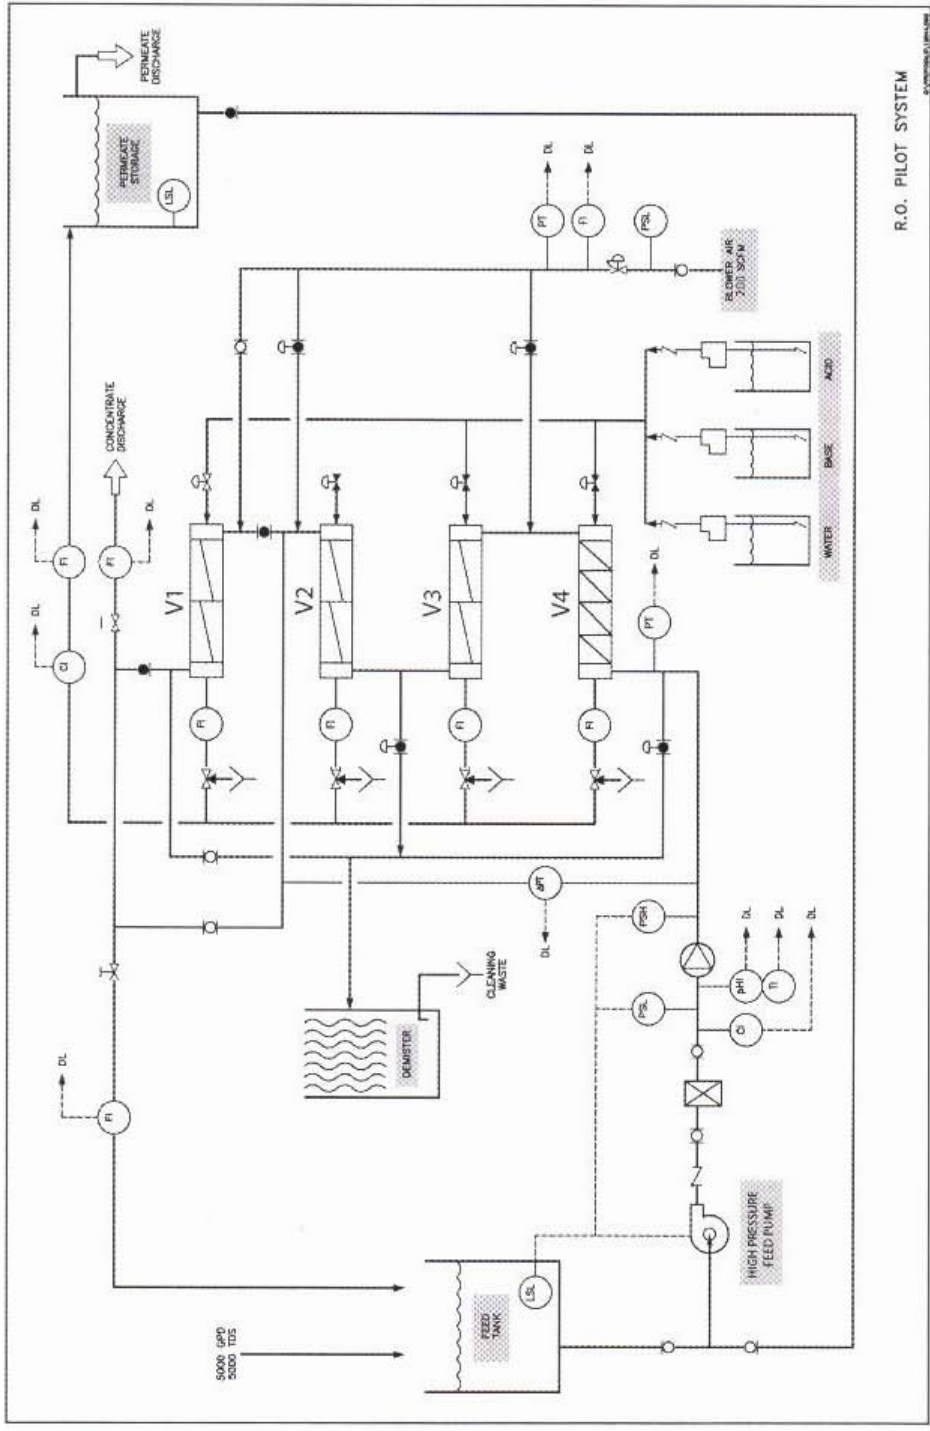 R.O. PILOT SYSTEM
PERMEATE
DISCHARGE
PERMEATE
STORAGE
LSL
CONCENTRATE
DISCHARGE
DL
FI
DL
CI
DL
FI
DL
PT
DL
FI
PSL
BLOWER AIR
200 SCFM
V1
V2
V3
V4
FI
FI
FI
FI
DL
PT
WATER
BASE
ACID
DL
FI
ΔPT
DL
DEMISTER
CLEANING
WASTE
PSH
PSL
pHI
DL
TI
DL
CI
DL
5000 GPD
5000 TDS
FEED
TANK
LSL
HIGH PRESSURE
FEED PUMP